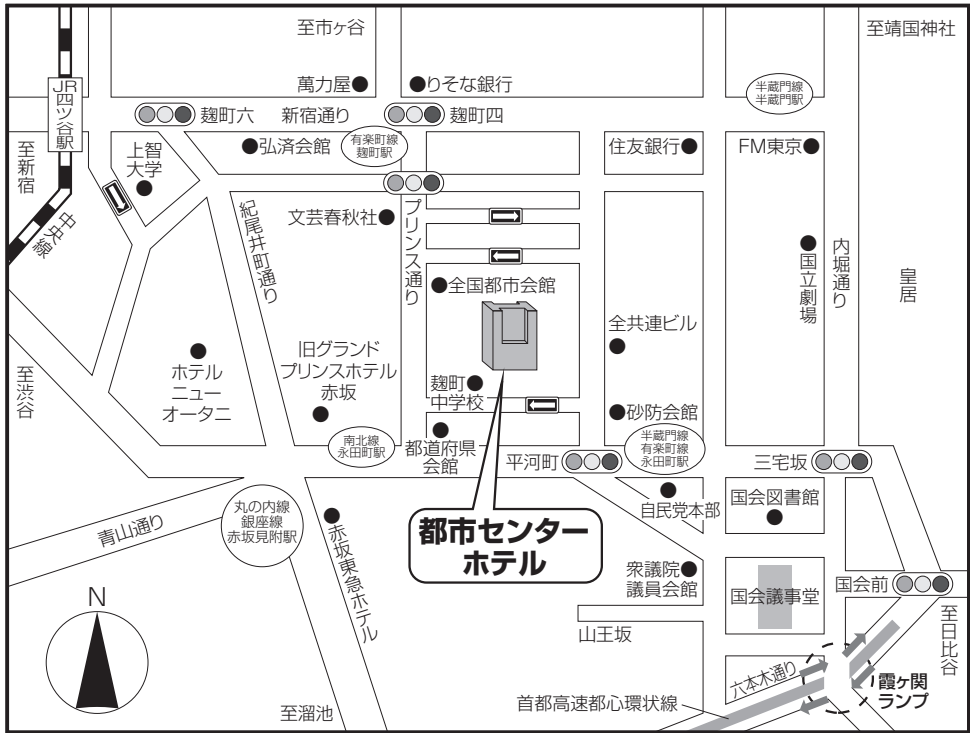 至市ヶ谷
至靖国神社
萬力屋
りそな銀行
半蔵門線
半蔵門駅
JR四ツ谷駅
麹町六
新宿通り
麹町四
至新宿
上智
大学
弘済会館
有楽町線
麹町駅
住友銀行
FM東京
中央線
紀尾井町通り
文芸春秋社
プリンス通り
国立劇場
内堀通り
皇居
全国都市会館
全共連ビル
至渋谷
ホテル
ニュー
オータニ
旧グランド
プリンスホテル
赤坂
麹町
中学校
砂防会館
南北線
永田町駅
都道府県
会館
平河町
半蔵門線
有楽町線
永田町駅
三宅坂
自民党本部
国会図書館
青山通り
丸の内線
銀座線
赤坂見附駅
赤坂東急ホテル
都市センター
ホテル
衆議院
議員会館
国会議事堂
国会前
N
山王坂
至日比谷
六本木通り
霞ヶ関
ランプ
首都高速都心環状線
至溜池